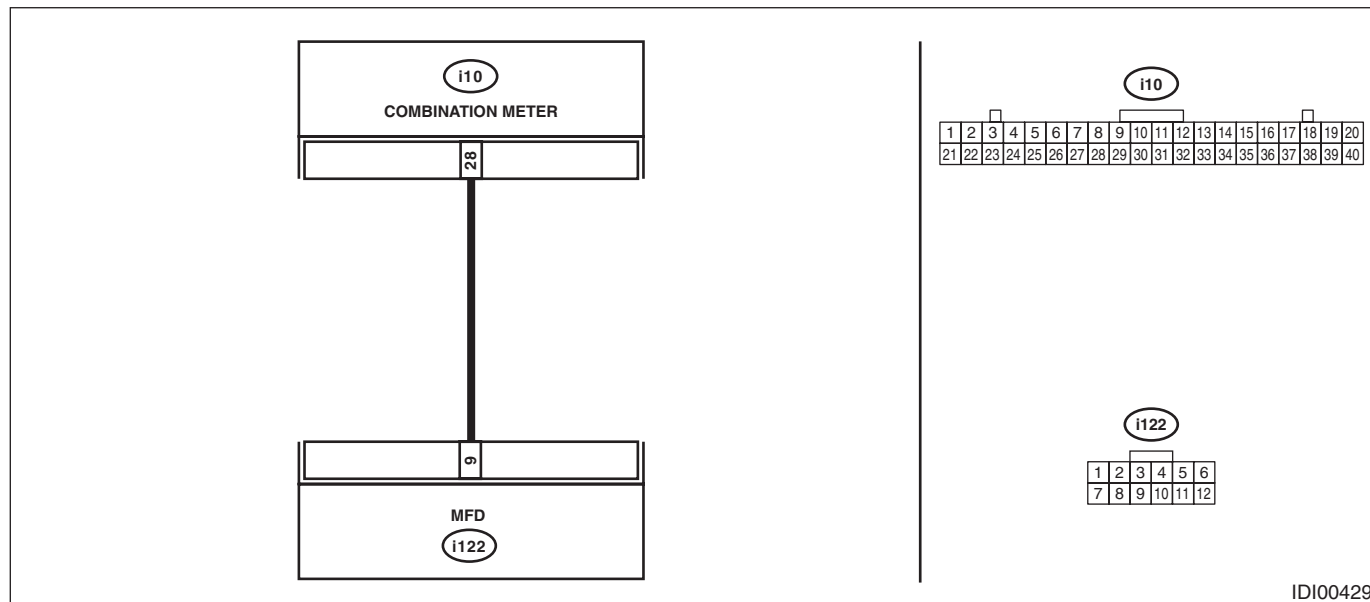 i10
COMBINATION METER
28
9
MFD
i122
i10
1 2 3 4 5 6 7 8 9 10 11 12 13 14 15 16 17 18 19 20
21 22 23 24 25 26 27 28 29 30 31 32 33 34 35 36 37 38 39 40
i122
1 2 3 4 5 6
7 8 9 10 11 12
IDI00429